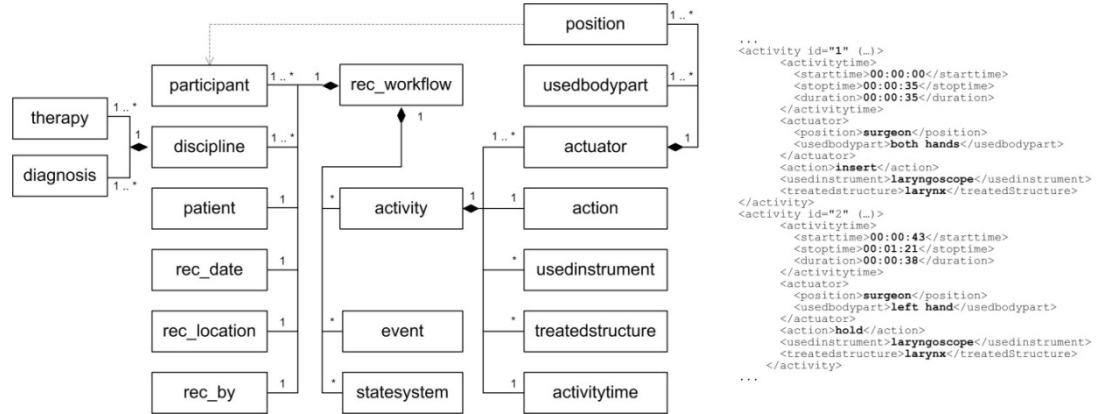 position
1
1 .. *
participant
1 .. *
1
rec_workflow
1
usedbodypart
1..*
therapy
1 .. *
1
discipline
1 .. *
1..*
actuator
1
diagnosis
1 .. *
patient
1
*
activity
1
1
action
rec_date
1
*
usedinstrument
rec_location
1
*
event
*
treatedstructure
rec_by
1
*
statesystem
1
activitytime
...
<activity id="1" (…)>
<activitytime>
<starttime>00:00:00</starttime>
<stoptime>00:00:35</stoptime>
<duration>00:00:35</duration>
</activitytime>
<actuator>
<position>surgeon</position>
<usedbodypart>both hands</usedbodypart>
</actuator>
<action>insert</action>
<usedinstrument>laryngoscope</usedinstrument>
<treatedstructure>larynx</treatedStructure>
</activity>
<activity id="2" (…)>
<activitytime>
<starttime>00:00:43</starttime>
<stoptime>00:01:21</stoptime>
<duration>00:00:38</duration>
</activitytime>
<actuator>
<position>surgeon</position>
<usedbodypart>left hand</usedbodypart>
</actuator>
<action>hold</action>
<usedinstrument>laryngoscope</usedinstrument>
<treatedstructure>larynx</treatedStructure>
</activity>
...